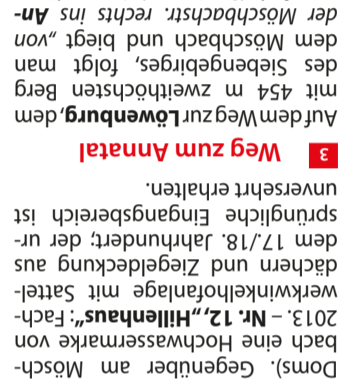 Doms). Gegenüber am Mösch-
bach eine Hochwassermarke von
2013. – Nr. 12, „Hillenhaus“: Fach-
werkwinkelhofanlage mit Sattel-
dächern und Ziegeldeckung aus
dem 17./18. Jahrhundert; der ur-
sprüngliche Eingangsbereich ist
unversehrt erhalten.
3 Weg zum Annatal
Auf dem Weg zur Löwenburg, dem
mit 454 m zweithöchsten Berg
des Siebengebirges, folgt man
dem Möschbach und biegt „von
der Möschbachstr. rechts ins An-